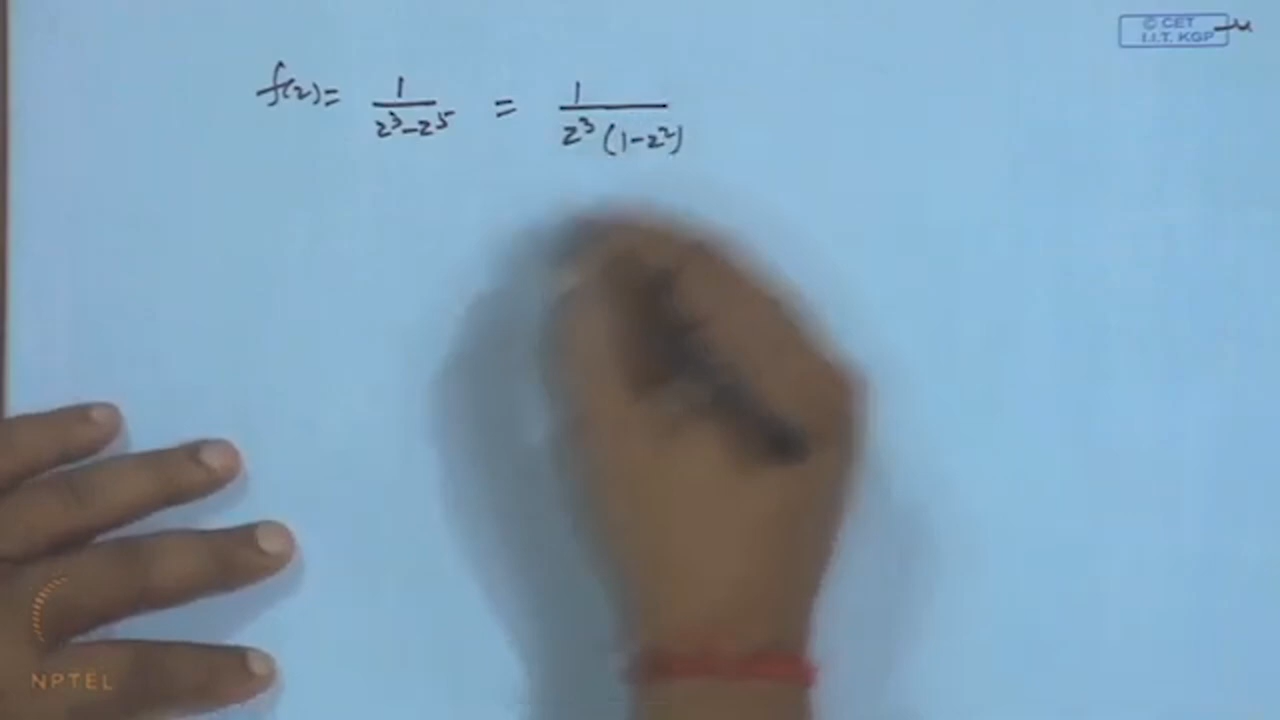 © CET
I.I.T. KGP
f(z) = 1/(z³-z⁵) = 1/(z³(1-z²))
NPTEL